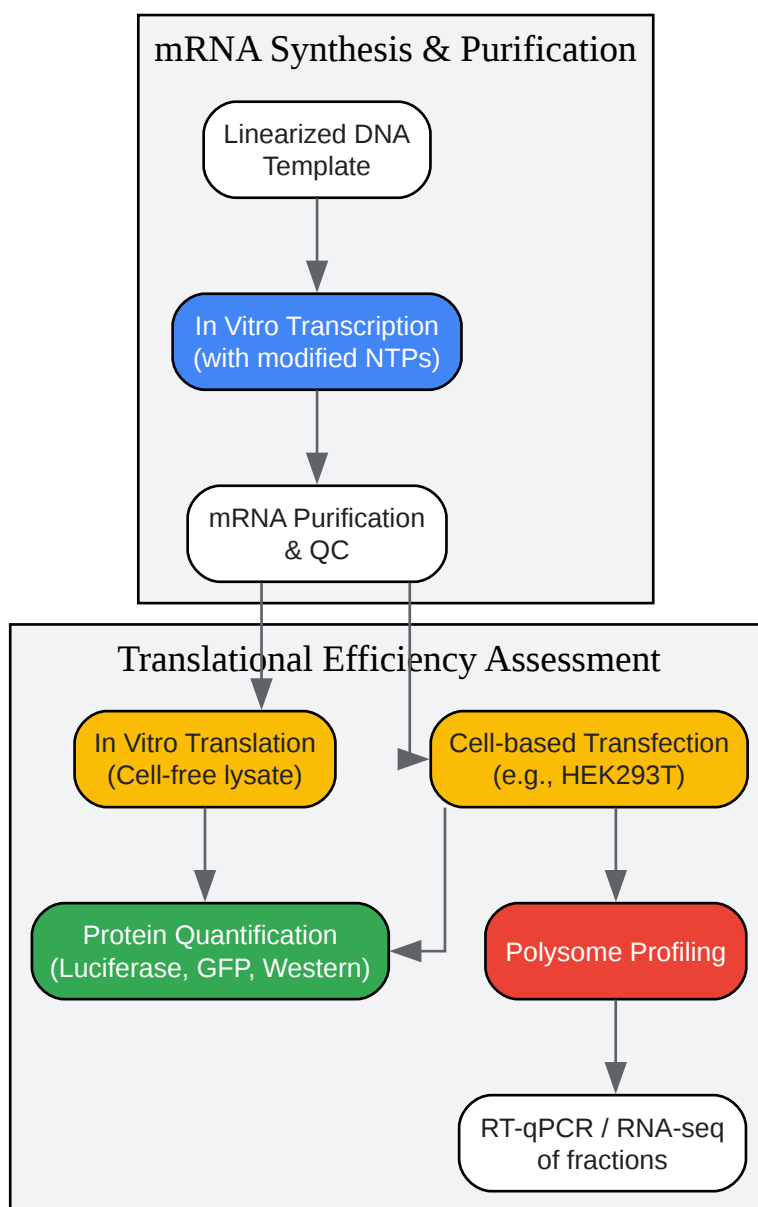 mRNA Synthesis & Purification
Linearized DNA
Template
In Vitro Transcription
(with modified NTPs)
mRNA Purification
& QC
Translational Efficiency Assessment
In Vitro Translation
(Cell-free lysate)
Cell-based Transfection
(e.g., HEK293T)
Protein Quantification
(Luciferase, GFP, Western)
Polysome Profiling
RT-qPCR / RNA-seq
of fractions